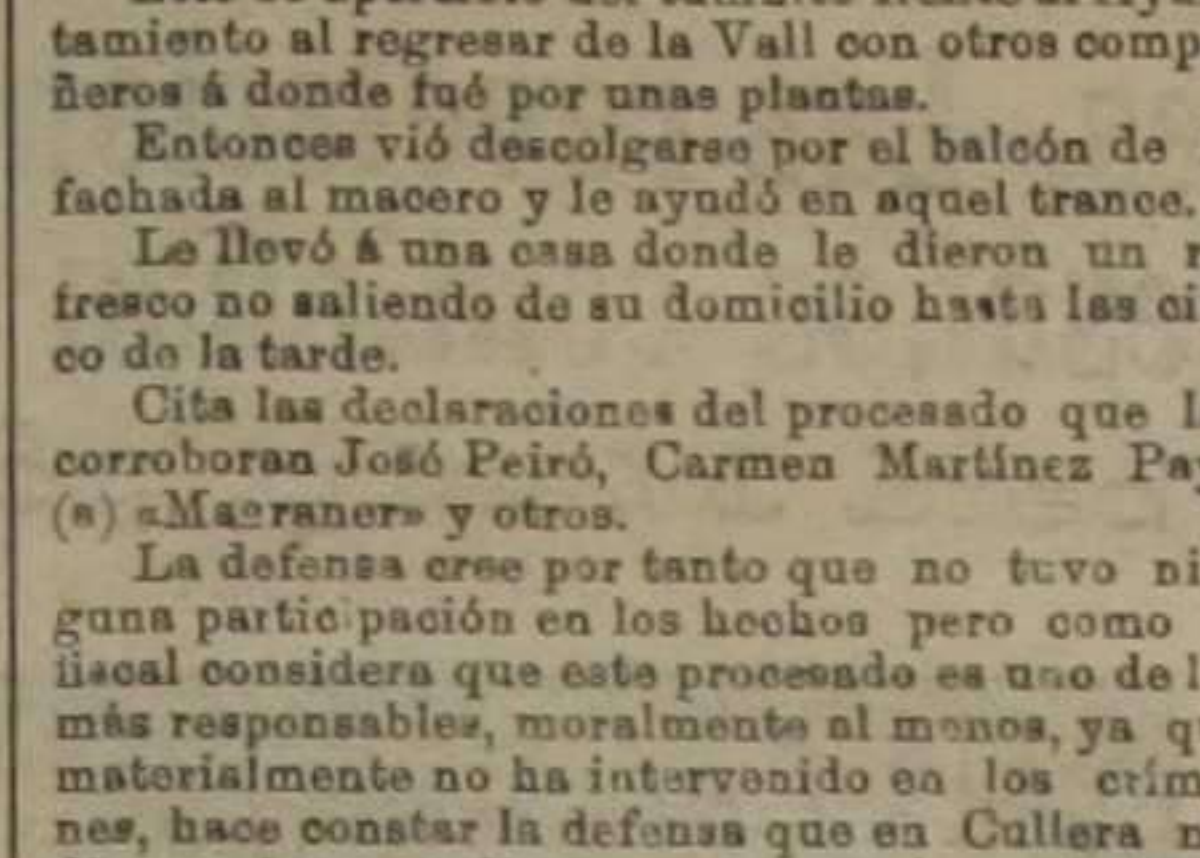 tamiento al regresar de la Vall con otros comp
ñeros á donde fué por unas plantas.
Entonces vió descolgarse por el balcón de
fachada al macero y le ayudó en aquel trance.
Le llevó á una casa donde le dieron un r
fresco no saliendo de su domicilio hasta las ci
co de la tarde.
Cita las declaraciones del procesado que l
corroboran José Peiró, Carmen Martínez Pay
(a) «Magraner» y otros.
La defensa cree por tanto que no tuvo ni
guna participación en los hechos pero como
fiscal considera que este procesado es uno de l
más responsables, moralmente al menos, ya qu
materialmente no ha intervenido en los críme
nes, hace constar la defensa que en Cullera n